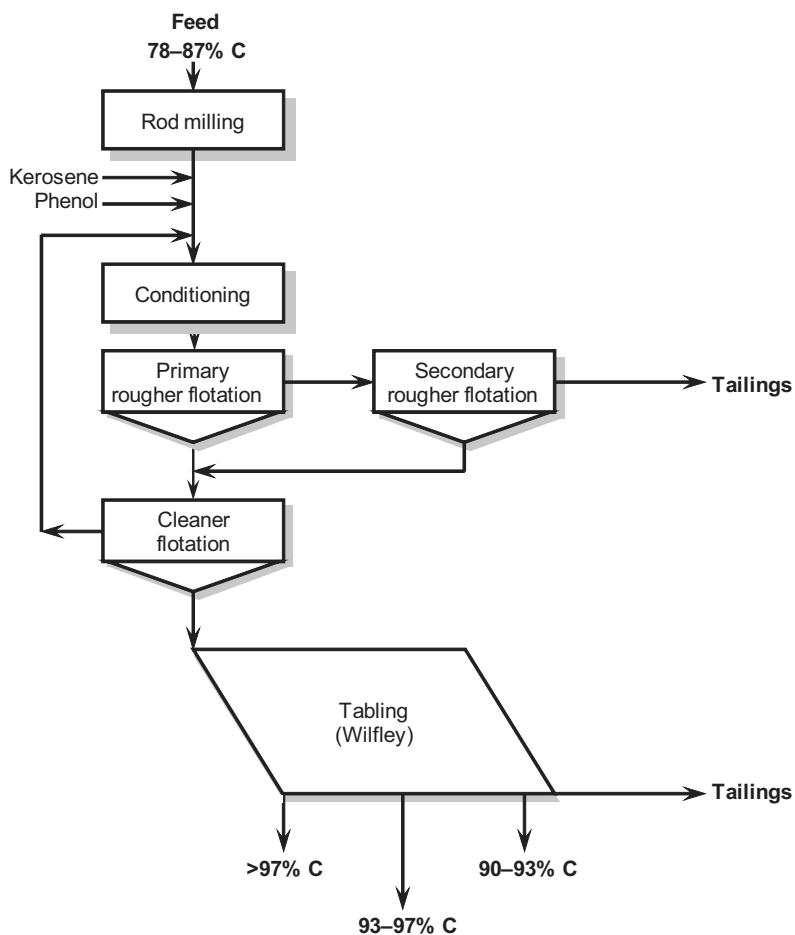 Feed
78–87% C
Rod milling
Kerosene
Phenol
Conditioning
Primary
rougher flotation
Secondary
rougher flotation
Tailings
Cleaner
flotation
Tabling
(Wilfley)
Tailings
>97% C
90–93% C
93–97% C